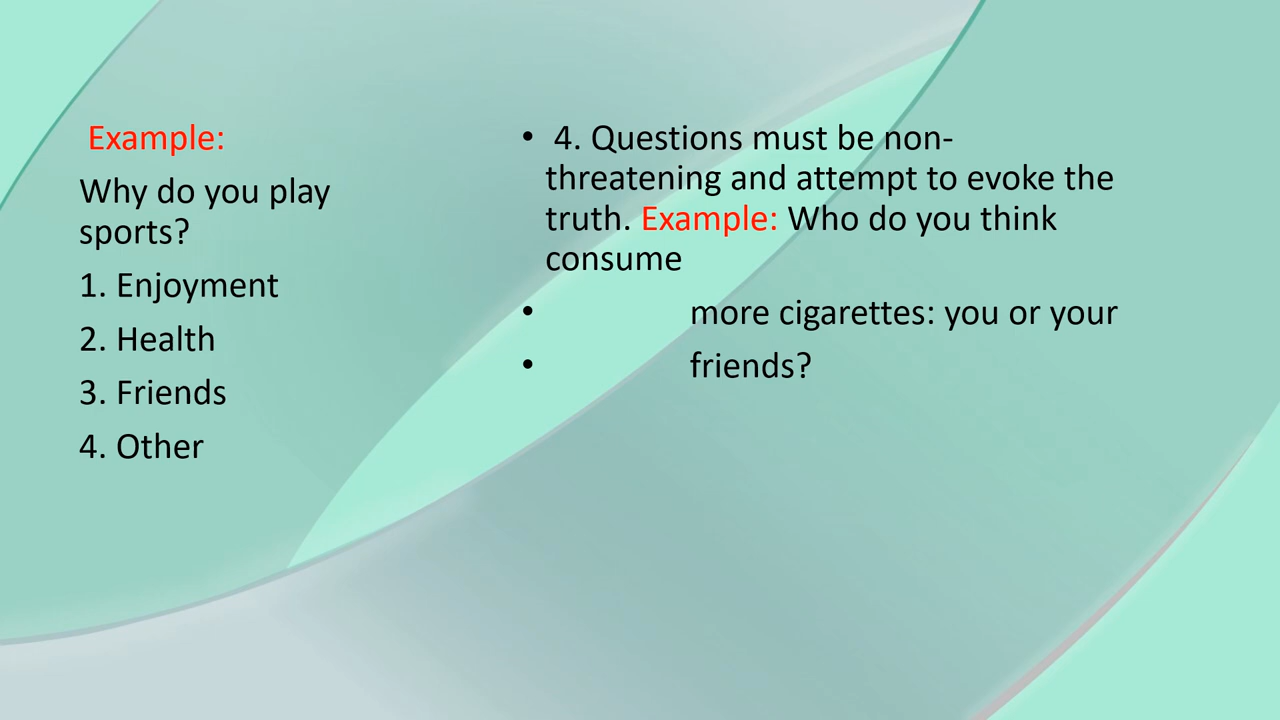 Example:
Why do you play
sports?
1. Enjoyment
2. Health
3. Friends
4. Other
• 4. Questions must be non-
threatening and attempt to evoke the
truth. Example: Who do you think
consume
• more cigarettes: you or your
• friends?